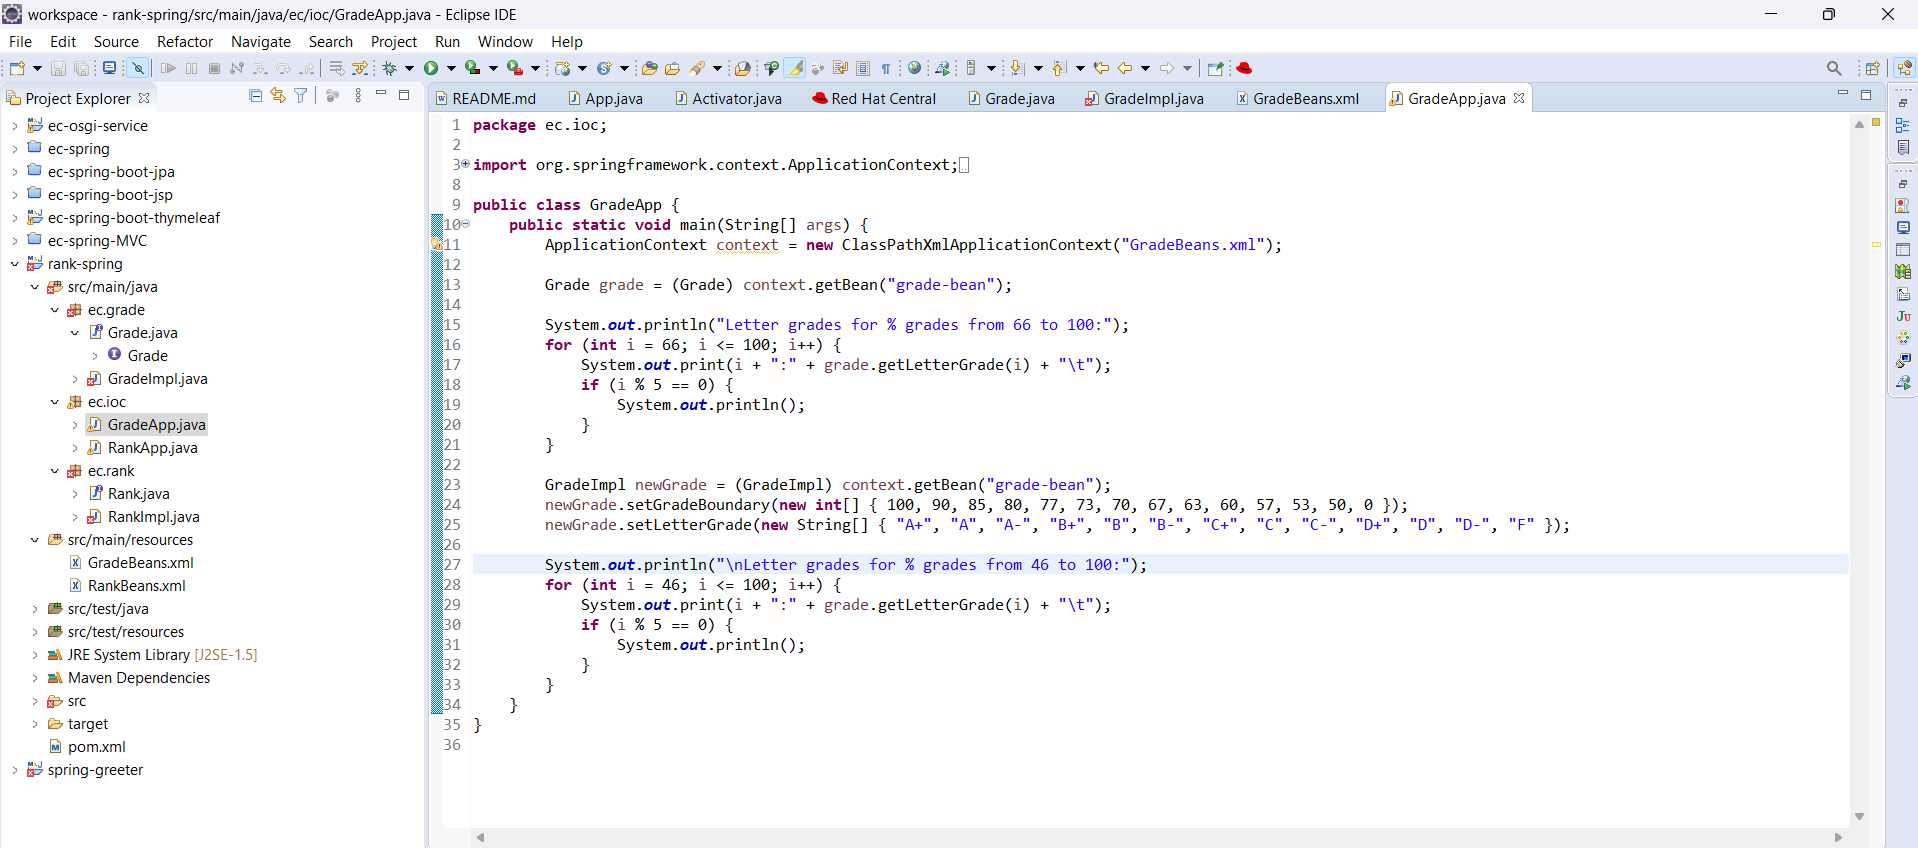 workspace - rank-spring/src/main/java/ec/ioc/GradeApp.java - Eclipse IDE
File Edit Source Refactor Navigate Search Project Run Window Help
Project Explorer
ec-osgi-service
ec-spring
ec-spring-boot-jpa
ec-spring-boot-jsp
ec-spring-boot-thymeleaf
ec-spring-MVC
rank-spring
src/main/java
ec.grade
Grade.java
Grade
GradeImpl.java
ec.ioc
GradeApp.java
RankApp.java
ec.rank
Rank.java
RankImpl.java
src/main/resources
GradeBeans.xml
RankBeans.xml
src/test/java
src/test/resources
JRE System Library [J2SE-1.5]
Maven Dependencies
src
target
pom.xml
spring-greeter
README.md App.java Activator.java Red Hat Central Grade.java GradeImpl.java GradeBeans.xml GradeApp.java
1 package ec.ioc;
2
3 import org.springframework.context.ApplicationContext;
8
9 public class GradeApp {
10 public static void main(String[] args) {
11 ApplicationContext context = new ClassPathXmlApplicationContext("GradeBeans.xml");
12
13 Grade grade = (Grade) context.getBean("grade-bean");
14
15 System.out.println("Letter grades for % grades from 66 to 100:");
16 for (int i = 66; i <= 100; i++) {
17 System.out.print(i + ":" + grade.getLetterGrade(i) + "\t");
18 if (i % 5 == 0) {
19 System.out.println();
20 }
21 }
22
23 GradeImpl newGrade = (GradeImpl) context.getBean("grade-bean");
24 newGrade.setGradeBoundary(new int[] { 100, 90, 85, 80, 77, 73, 70, 67, 63, 60, 57, 53, 50, 0 });
25 newGrade.setLetterGrade(new String[] { "A+", "A", "A-", "B+", "B", "B-", "C+", "C", "C-", "D+", "D", "D-", "F" });
26
27 System.out.println("\nLetter grades for % grades from 46 to 100:");
28 for (int i = 46; i <= 100; i++) {
29 System.out.print(i + ":" + grade.getLetterGrade(i) + "\t");
30 if (i % 5 == 0) {
31 System.out.println();
32 }
33 }
34 }
35 }
36